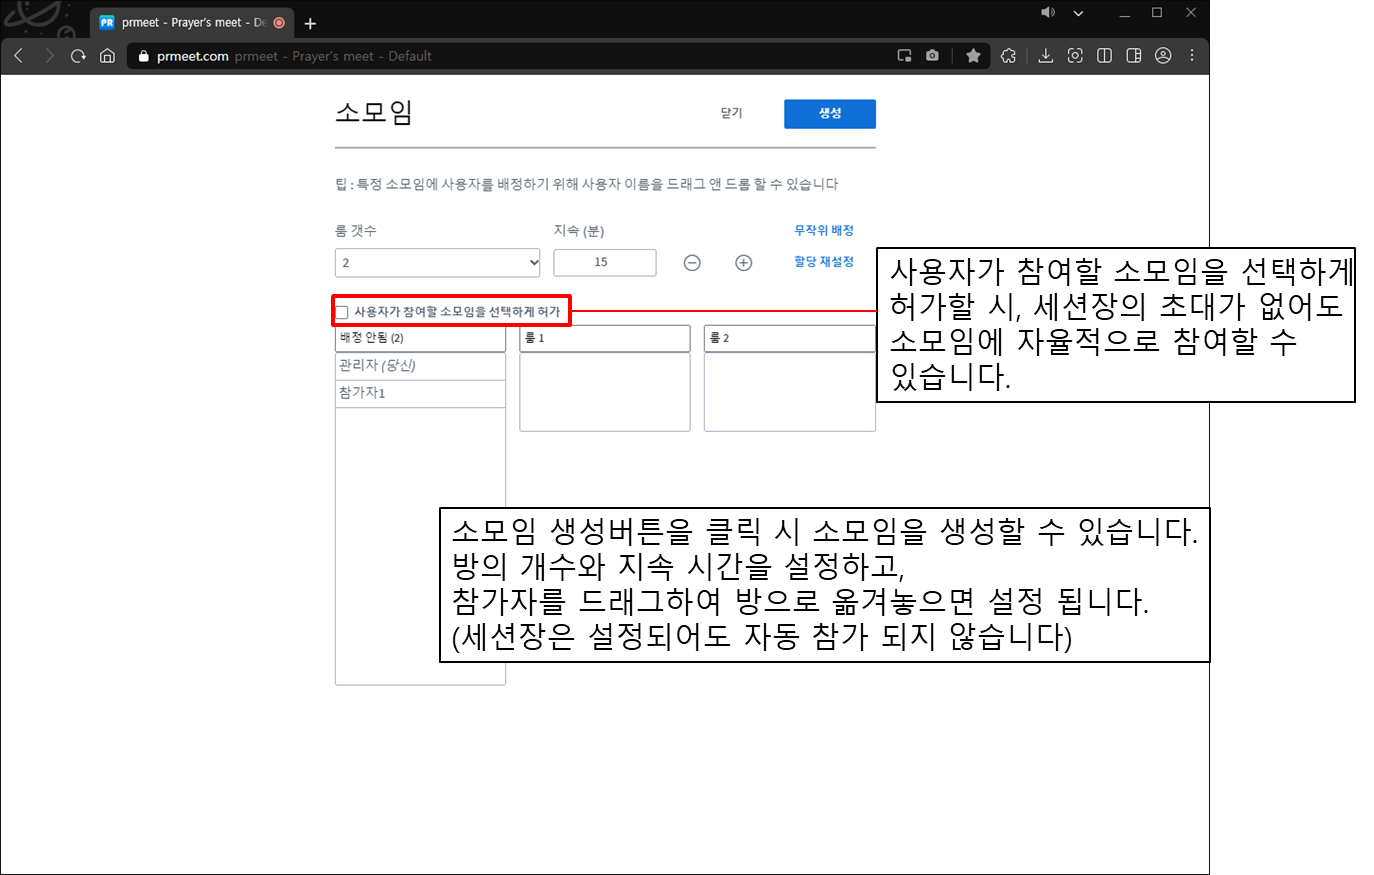 prmeet - Prayer's meet - De
prmeet.com prmeet - Prayer's meet - Default
소모임
닫기
생성
팁 : 특정 소모임에 사용자를 배정하기 위해 사용자 이름을 드래그 앤 드롭 할 수 있습니다
룸 갯수
지속 (분)
무작위 배정
2
15
할당 재설정
사용자가 참여할 소모임을 선택하게 허가
배정 안됨 (2)
룸 1
룸 2
관리자 (당신)
참가자1
사용자가 참여할 소모임을 선택하게
허가할 시, 세션장의 초대가 없어도
소모임에 자율적으로 참여할 수
있습니다.
소모임 생성버튼을 클릭 시 소모임을 생성할 수 있습니다.
방의 개수와 지속 시간을 설정하고,
참가자를 드래그하여 방으로 옮겨놓으면 설정 됩니다.
(세션장은 설정되어도 자동 참가 되지 않습니다)